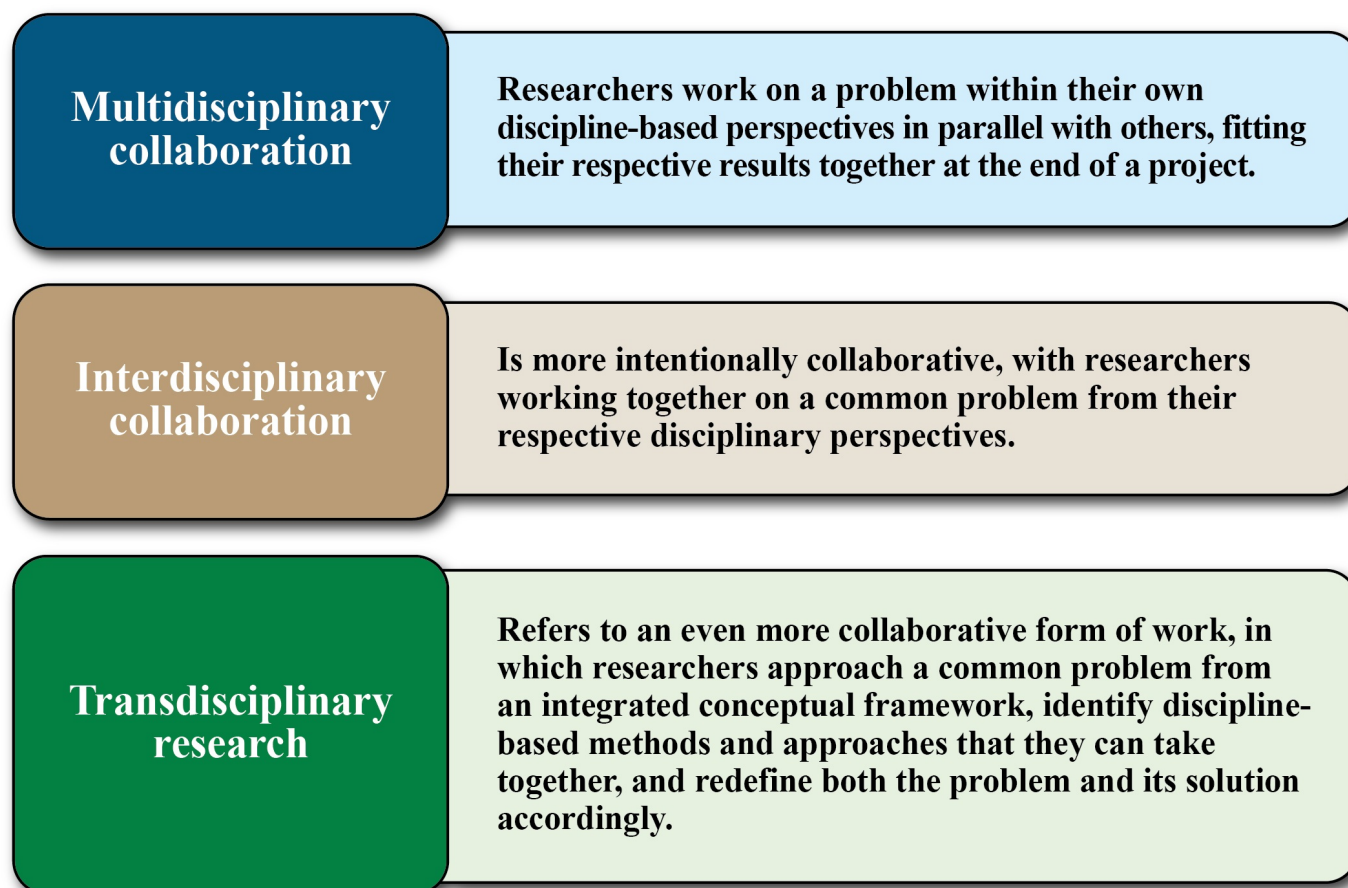 Multidisciplinary
collaboration
Researchers work on a problem within their own
discipline-based perspectives in parallel with others, fitting
their respective results together at the end of a project.
Interdisciplinary
collaboration
Is more intentionally collaborative, with researchers
working together on a common problem from their
respective disciplinary perspectives.
Transdisciplinary
research
Refers to an even more collaborative form of work, in
which researchers approach a common problem from
an integrated conceptual framework, identify discipline-
based methods and approaches that they can take
together, and redefine both the problem and its solution
accordingly.